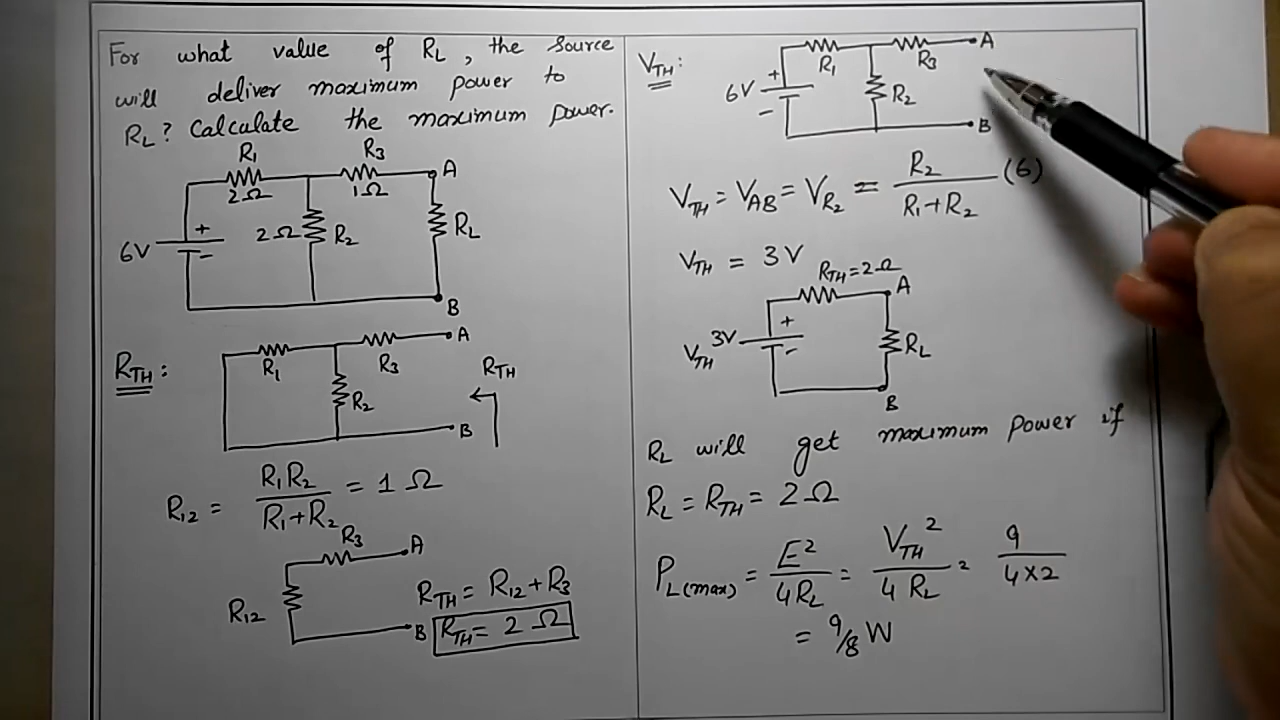 For what value of RL, the source
will deliver maximum power to
RL? Calculate the maximum power.
R1 R3 A
2Ω 1Ω
6V + - 2Ω R2 RL
B
RTH:
R1 R3 A
R2 RTH
B
R12 = R1R2 / R1+R2 = 1 Ω
R3 A
R12
B
RTH = R12 + R3
RTH = 2 Ω
VTH:
R1 R3 A
6V + - R2
B
VTH = VAB = VR2 = R2 / R1+R2 (6)
VTH = 3V
RTH=2Ω
A
VTH 3V + - RL
B
RL will get maximum power if
RL = RTH = 2Ω
PL(max) = E² / 4RL = VTH² / 4 RL = 9 / 4×2
= 9/8 W